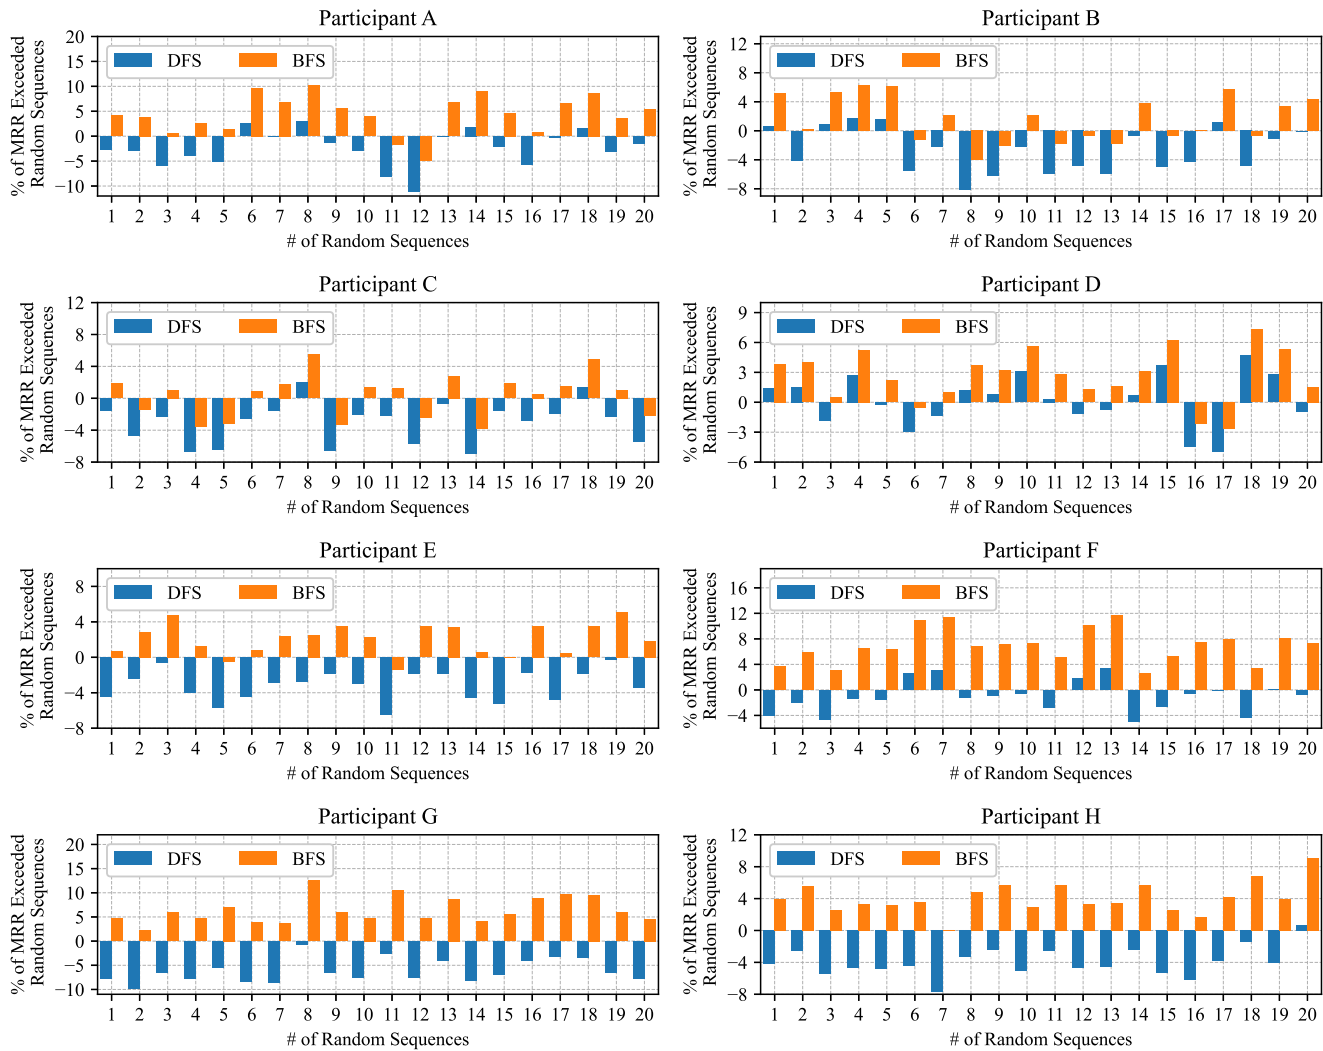 Participant A
% of MRR Exceeded
Random Sequences
20
15
10
5
0
−5
−10
DFS
BFS
1 2 3 4 5 6 7 8 9 10 11 12 13 14 15 16 17 18 19 20
# of Random Sequences
Participant B
% of MRR Exceeded
Random Sequences
12
8
4
0
−4
−8
DFS
BFS
1 2 3 4 5 6 7 8 9 10 11 12 13 14 15 16 17 18 19 20
# of Random Sequences
Participant C
% of MRR Exceeded
Random Sequences
12
8
4
0
−4
−8
DFS
BFS
1 2 3 4 5 6 7 8 9 10 11 12 13 14 15 16 17 18 19 20
# of Random Sequences
Participant D
% of MRR Exceeded
Random Sequences
9
6
3
0
−3
−6
DFS
BFS
1 2 3 4 5 6 7 8 9 10 11 12 13 14 15 16 17 18 19 20
# of Random Sequences
Participant E
% of MRR Exceeded
Random Sequences
8
4
0
−4
−8
DFS
BFS
1 2 3 4 5 6 7 8 9 10 11 12 13 14 15 16 17 18 19 20
# of Random Sequences
Participant F
% of MRR Exceeded
Random Sequences
16
12
8
4
0
−4
DFS
BFS
1 2 3 4 5 6 7 8 9 10 11 12 13 14 15 16 17 18 19 20
# of Random Sequences
Participant G
% of MRR Exceeded
Random Sequences
20
15
10
5
0
−5
−10
DFS
BFS
1 2 3 4 5 6 7 8 9 10 11 12 13 14 15 16 17 18 19 20
# of Random Sequences
Participant H
% of MRR Exceeded
Random Sequences
12
8
4
0
−4
−8
DFS
BFS
1 2 3 4 5 6 7 8 9 10 11 12 13 14 15 16 17 18 19 20
# of Random Sequences